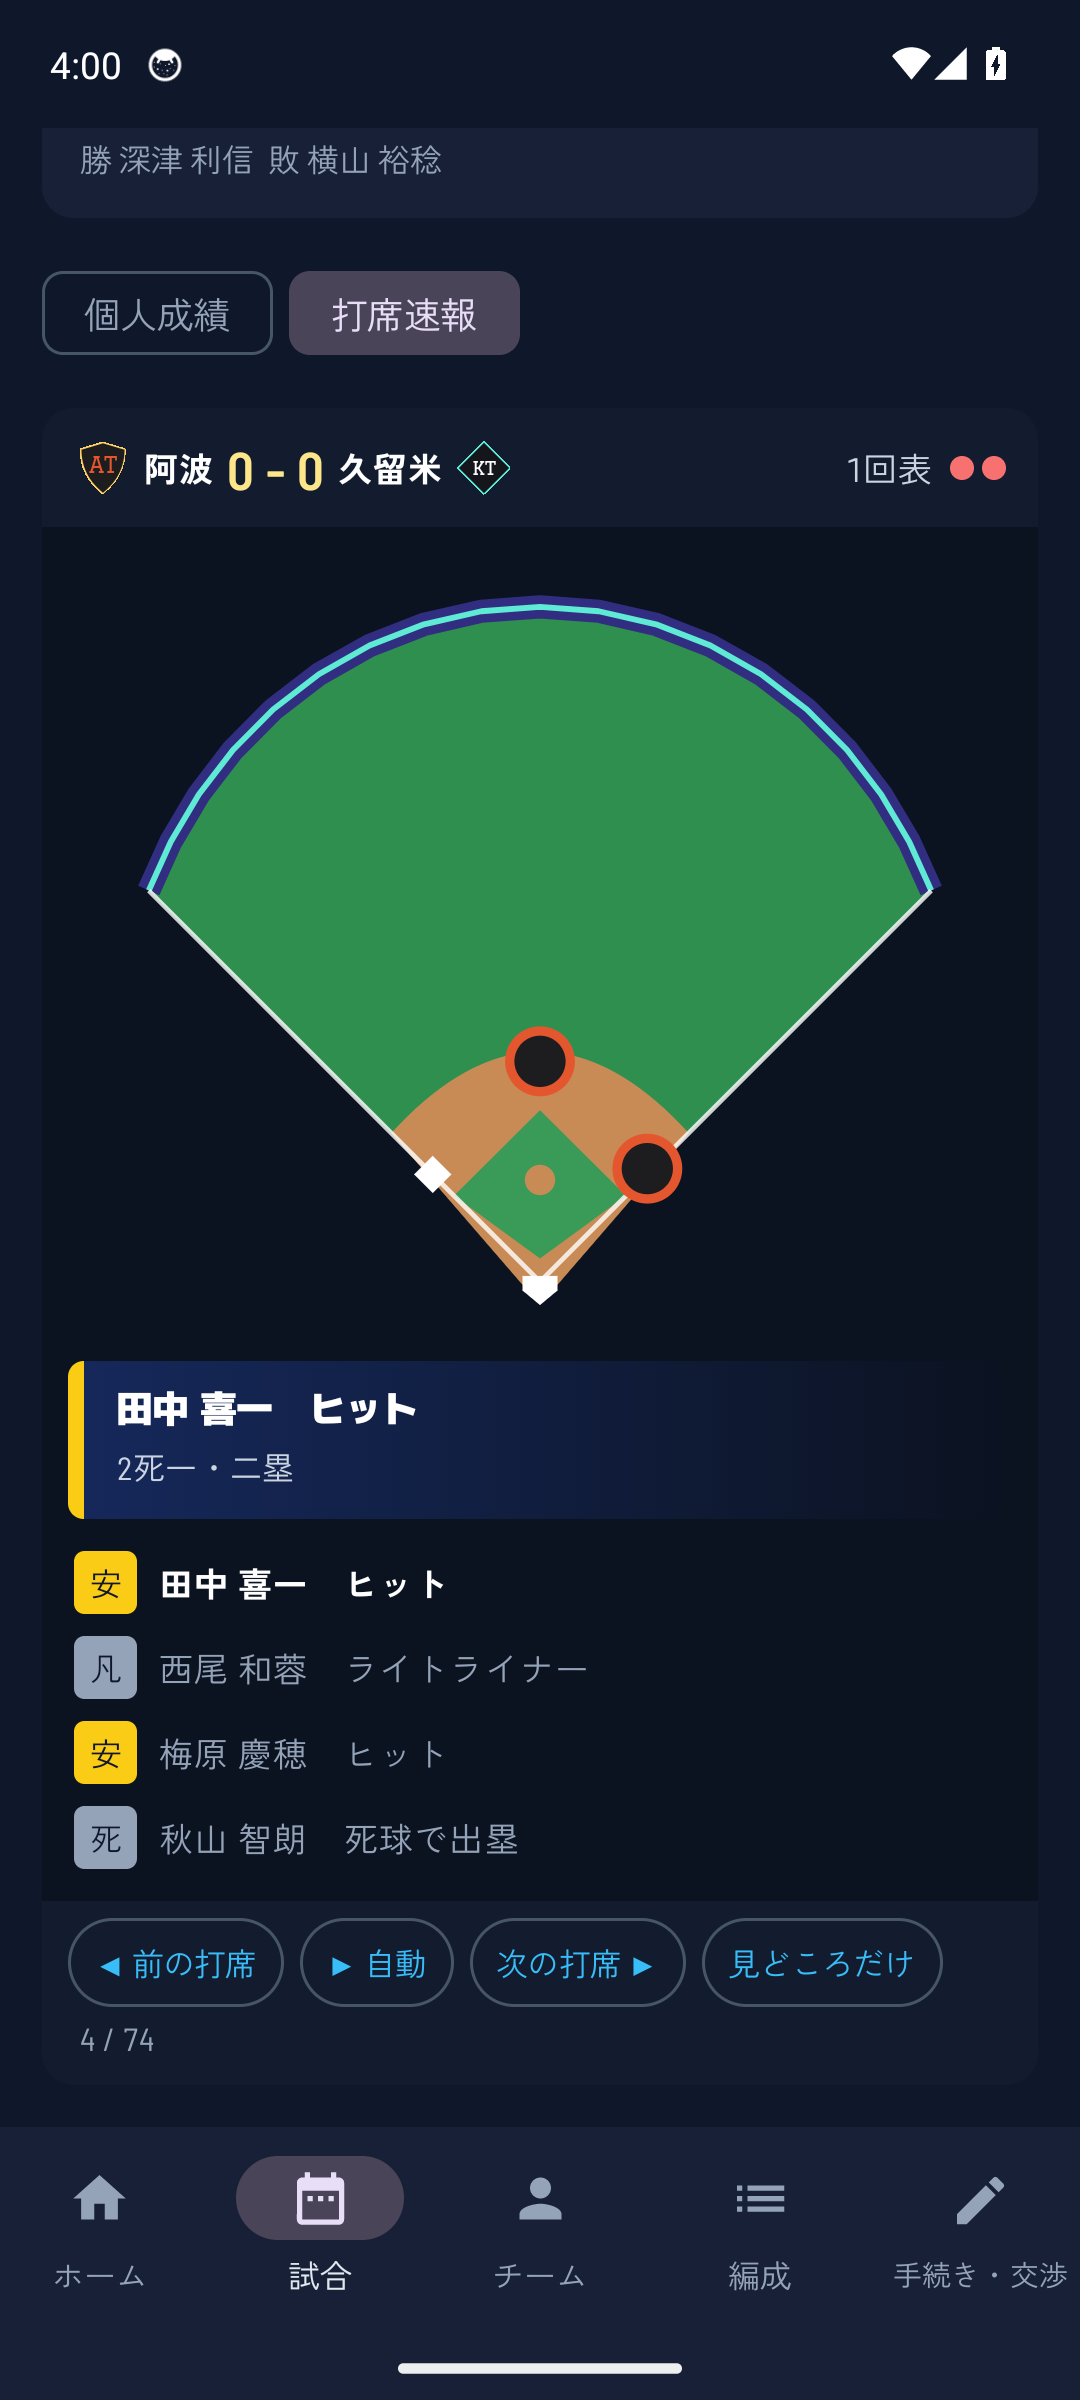 4:00
勝 深津 利信 敗 横山 裕稔
個人成績 打席速報
AT 阿波 0 - 0 久留米 KT 1回表
田中 喜一 ヒット
2死一・二塁
安 田中 喜一 ヒット
凡 西尾 和蓉 ライトライナー
安 梅原 慶穂 ヒット
死 秋山 智朗 死球で出塁
◀ 前の打席 ▶ 自動 次の打席 ▶ 見どころだけ
4 / 74
ホーム 試合 チーム 編成 手続き・交渉